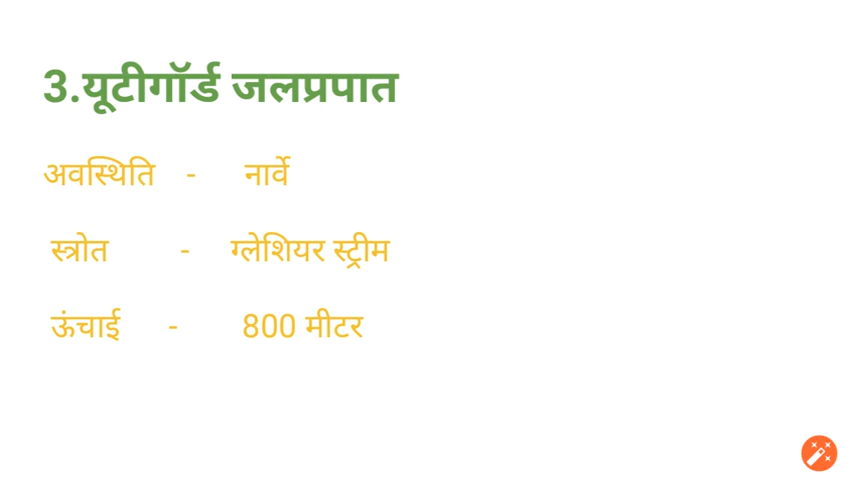 3.यूटीगॉर्ड जलप्रपात
अवस्थिति - नार्वे
स्त्रोत - ग्लेशियर स्ट्रीम
ऊंचाई - 800 मीटर